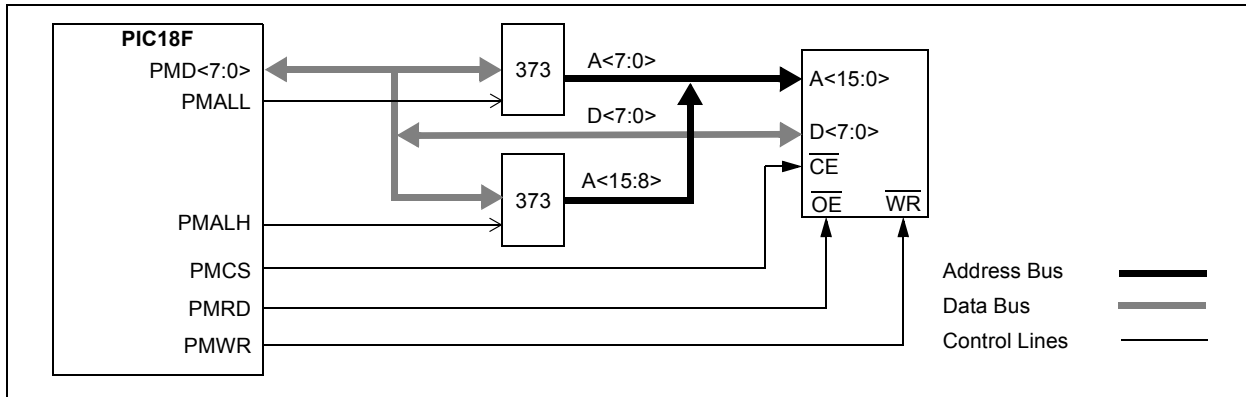 PIC18F
PMD<7:0>
PMALL
373
A<7:0>
D<7:0>
373
A<15:8>
PMALH
PMCS
PMRD
PMWR
A<15:0>
D<7:0>
CE
OE WR
Address Bus
Data Bus
Control Lines